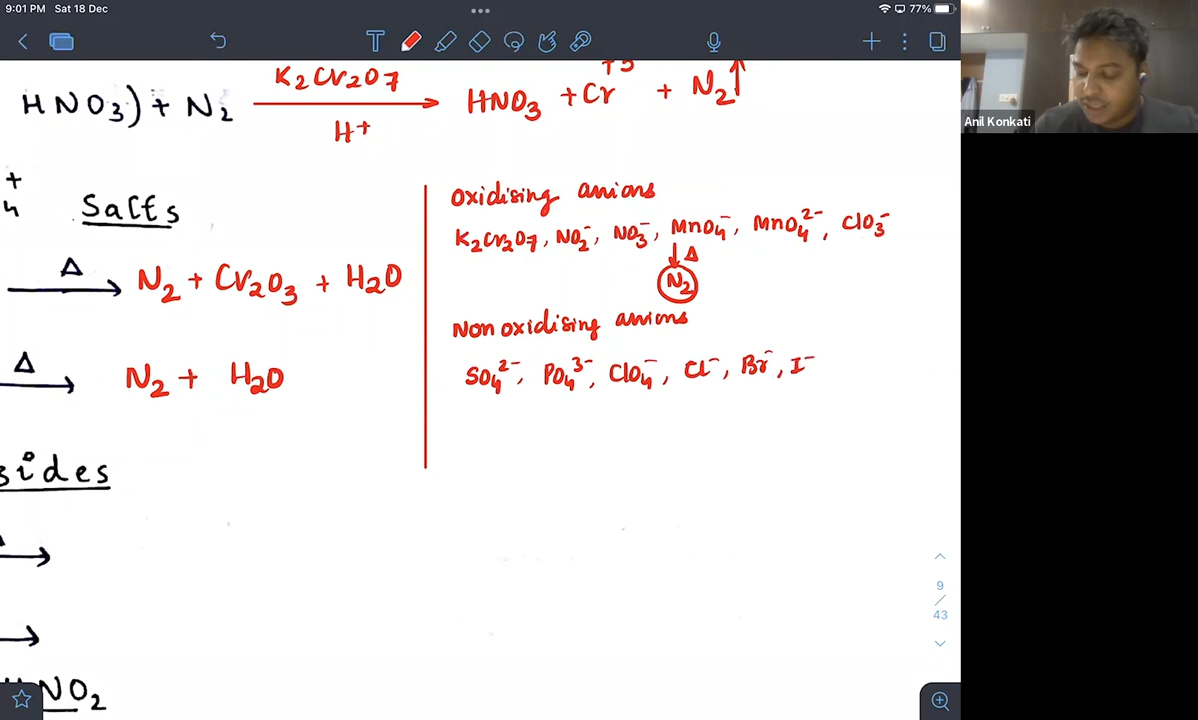 9:01 PM Sat 18 Dec
77%
T
K2Cr2O7
HNO3) + N2 → HNO3 + Cr + N2↑
H+
+
4
Salts
Oxidising anions
K2Cr2O7, NO2⁻, NO3⁻, MnO4⁻, MnO4²⁻, ClO3⁻
↓ Δ
N2
Δ
→ N2 + Cr2O3 + H2O
Non oxidising anions
SO4²⁻, PO4³⁻, ClO4⁻, Cl⁻, Br⁻, I⁻
Δ
→ N2 + H2O
sides
→
→
NO2
9
/
43
Anil Konkati